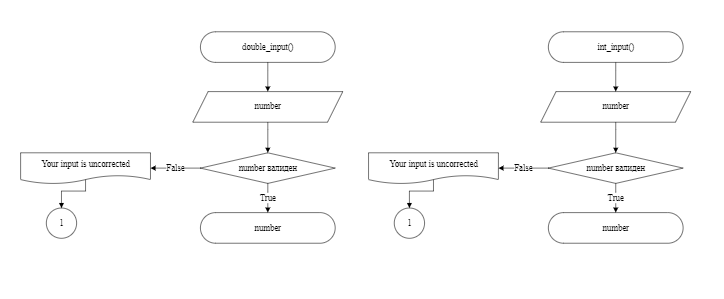 double_input()
number
Your input is uncorrected
False
number валиден
True
1
number
int_input()
number
Your input is uncorrected
False
number валиден
True
1
number